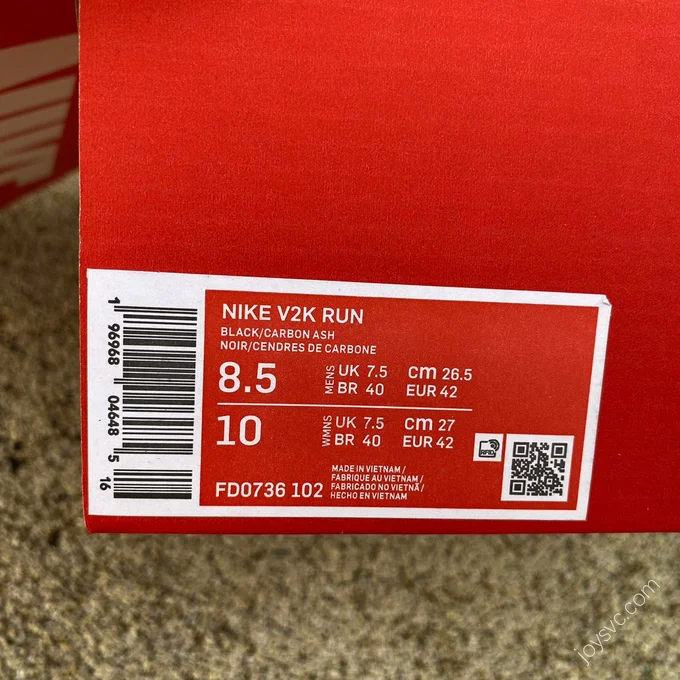 NIKE V2K RUN
BLACK/CARBON ASH
NOIR/CENDRES DE CARBONE
8.5 MENS UK 7.5 cm 26.5
BR 40 EUR 42
10 WMNS UK 7.5 cm 27
BR 40 EUR 42
FD0736 102
MADE IN VIETNAM /
FABRIQUE AU VIETNAM /
FABRICADO NO VIETNÃ /
HECHO EN VIETNAM
RFID
1 96968 04648 5
16
joysvc.com